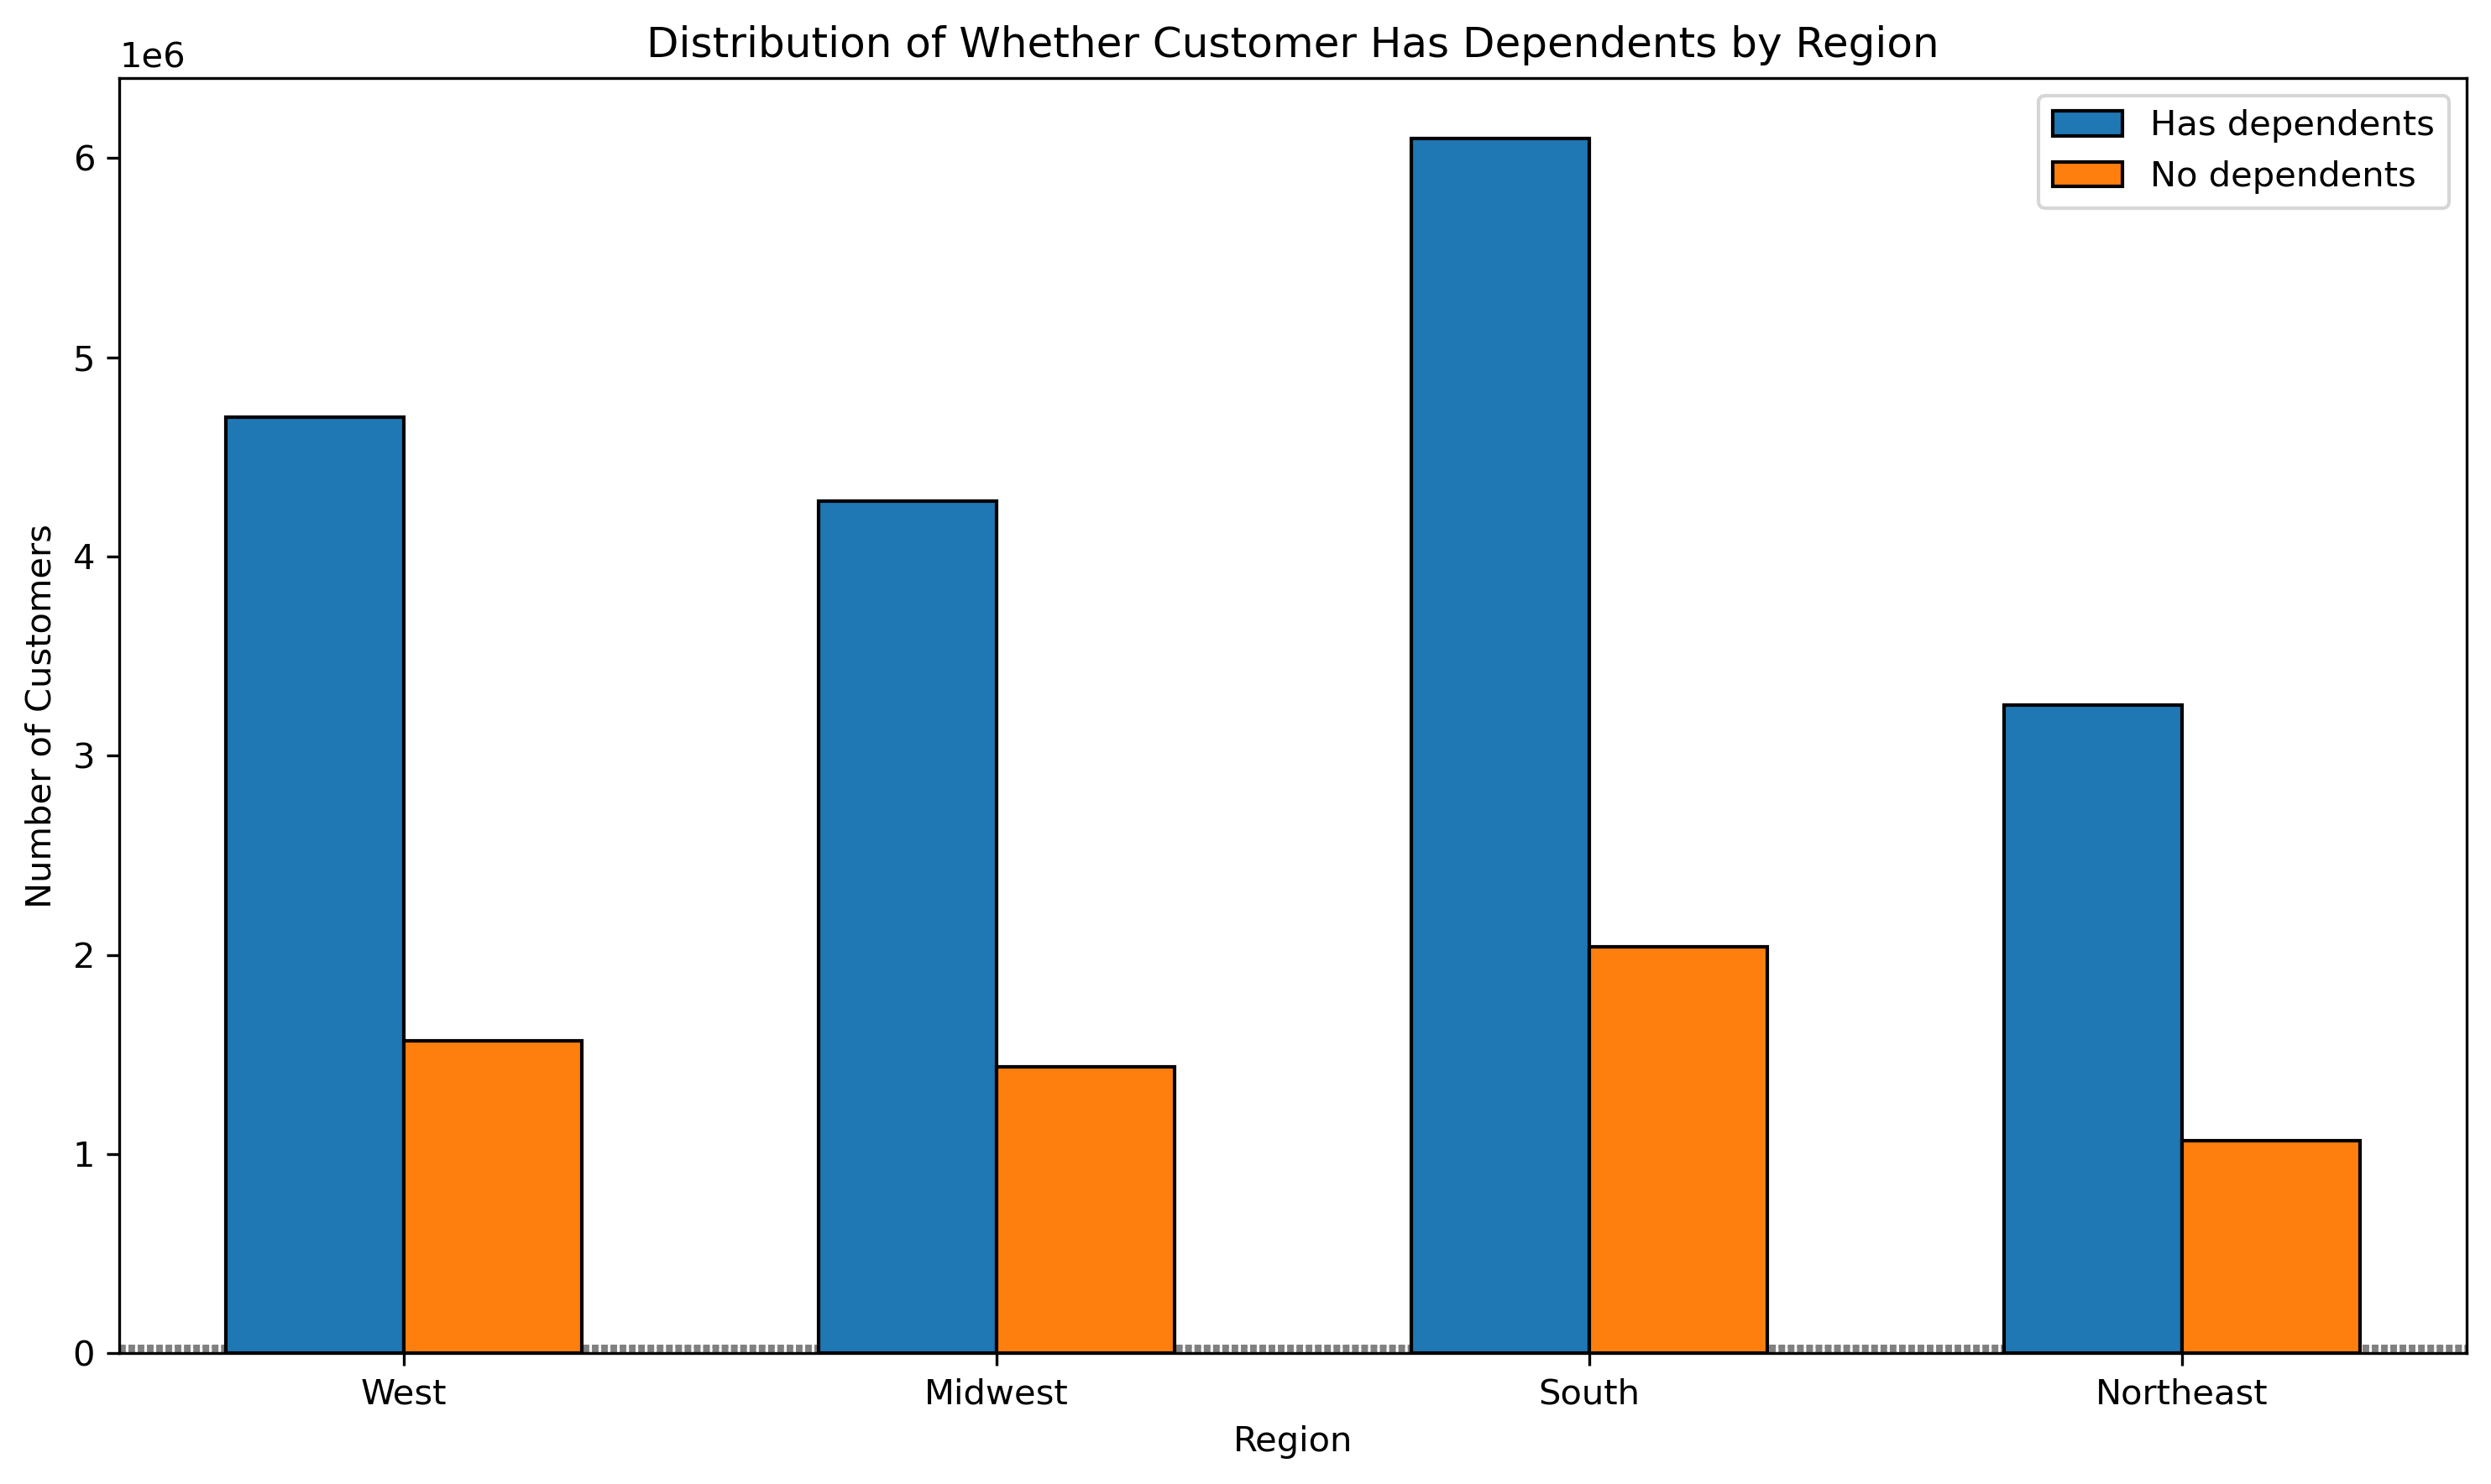 Distribution of Whether Customer Has Dependents by Region
1e6
Has dependents
No dependents
6
5
4
3
2
1
0
Number of Customers
West
Midwest
South
Northeast
Region